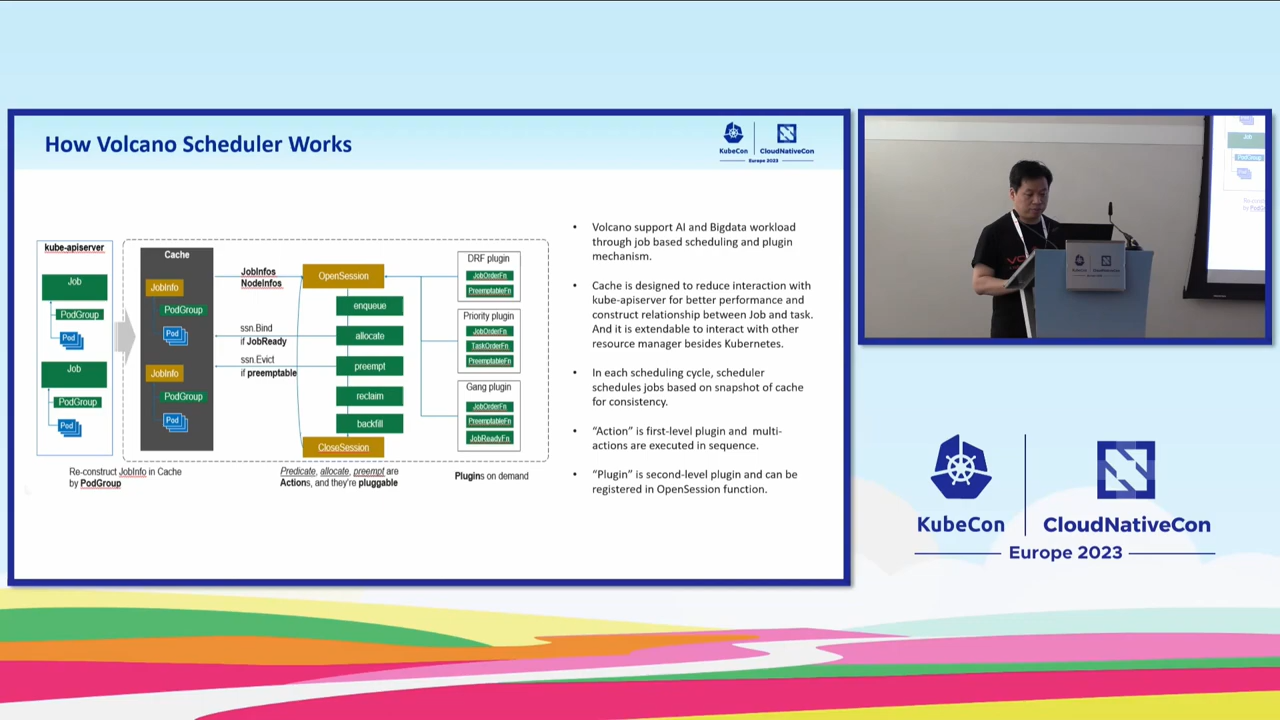 How Volcano Scheduler Works
KubeCon
CloudNativeCon
Europe 2023
kube-apiserver
Job
PodGroup
Pod
Job
PodGroup
Pod
Cache
JobInfo
PodGroup
Pod
JobInfo
PodGroup
Pod
Re-construct JobInfo in Cache
by PodGroup
JobInfos
NodeInfos
ssn.Bind
if JobReady
ssn.Evict
if preemptable
OpenSession
enqueue
allocate
preempt
reclaim
backfill
CloseSession
Predicate, allocate, preempt are
Actions, and they're pluggable
DRF plugin
JobOrderFn
PreemptableFn
Priority plugin
JobOrderFn
TaskOrderFn
PreemptableFn
Gang plugin
JobOrderFn
PreemptableFn
JobReadyFn
Plugins on demand
• Volcano support AI and Bigdata workload
through job based scheduling and plugin
mechanism.
• Cache is designed to reduce interaction with
kube-apiserver for better performance and
construct relationship between Job and task.
And it is extendable to interact with other
resource manager besides Kubernetes.
• In each scheduling cycle, scheduler
schedules jobs based on snapshot of cache
for consistency.
• “Action” is first-level plugin and multi-
actions are executed in sequence.
• “Plugin” is second-level plugin and can be
registered in OpenSession function.
Job
PodGroup
KubeCon
CloudNativeCon
Europe 2023